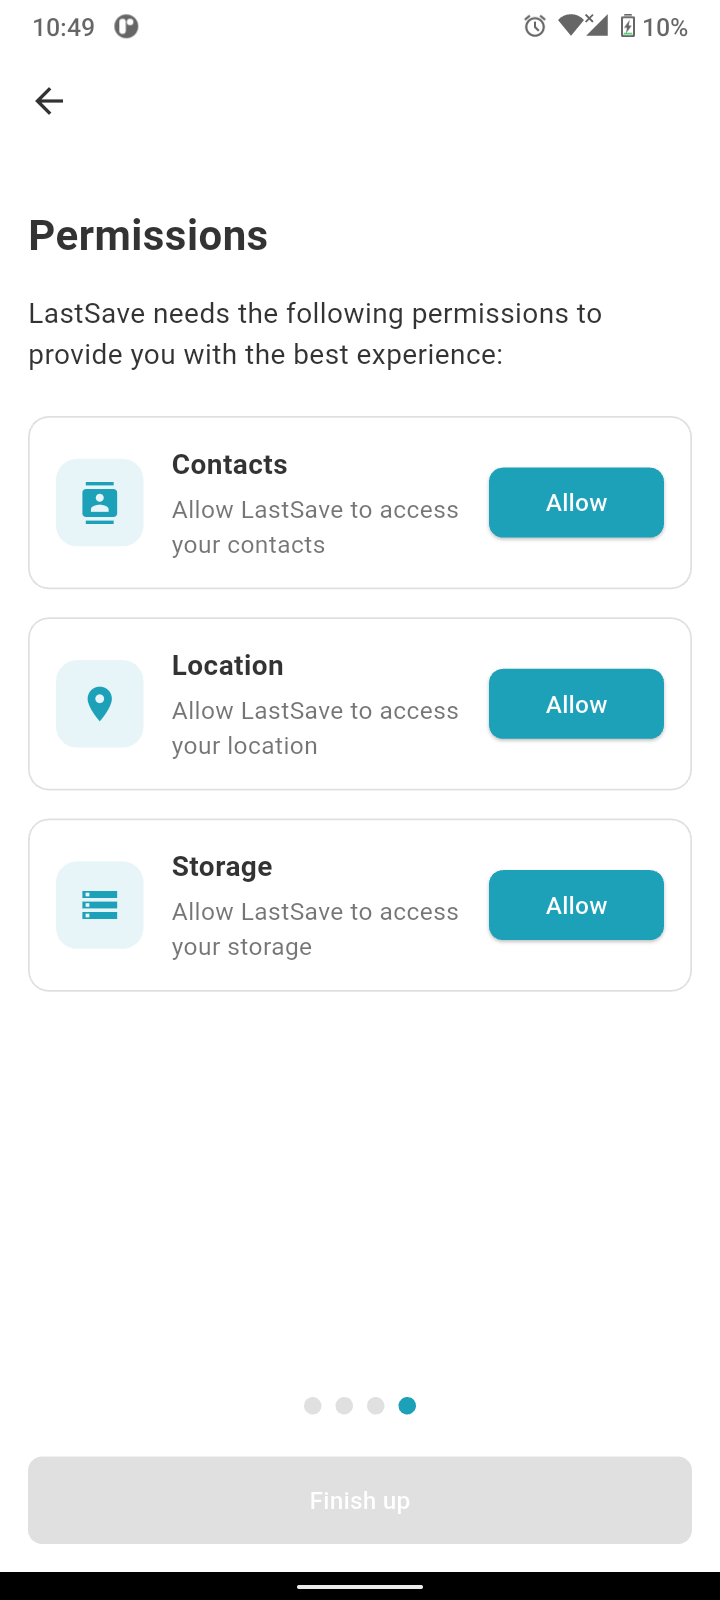 10:49
10%
Permissions
LastSave needs the following permissions to
provide you with the best experience:
Contacts
Allow LastSave to access
your contacts
Allow
Location
Allow LastSave to access
your location
Allow
Storage
Allow LastSave to access
your storage
Allow
Finish up